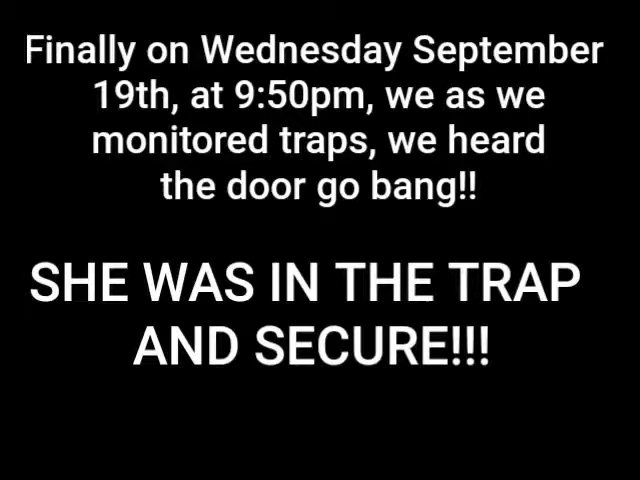 Finally on Wednesday September
19th, at 9:50pm, we as we
monitored traps, we heard
the door go bang!!
SHE WAS IN THE TRAP
AND SECURE!!!